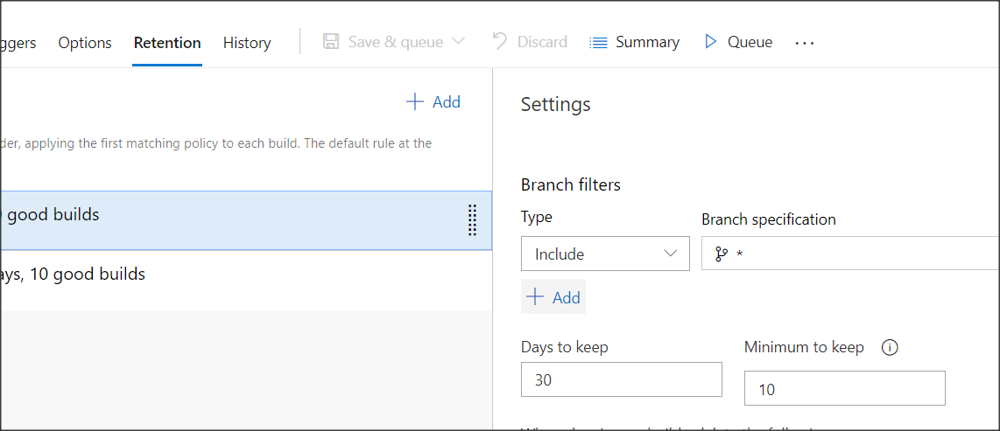 ggers Options Retention History Save & queue Discard Summary Queue ...
+ Add
der, applying the first matching policy to each build. The default rule at the
good builds
ays, 10 good builds
Settings
Branch filters
Type Branch specification
Include *
+ Add
Days to keep Minimum to keep
30 10